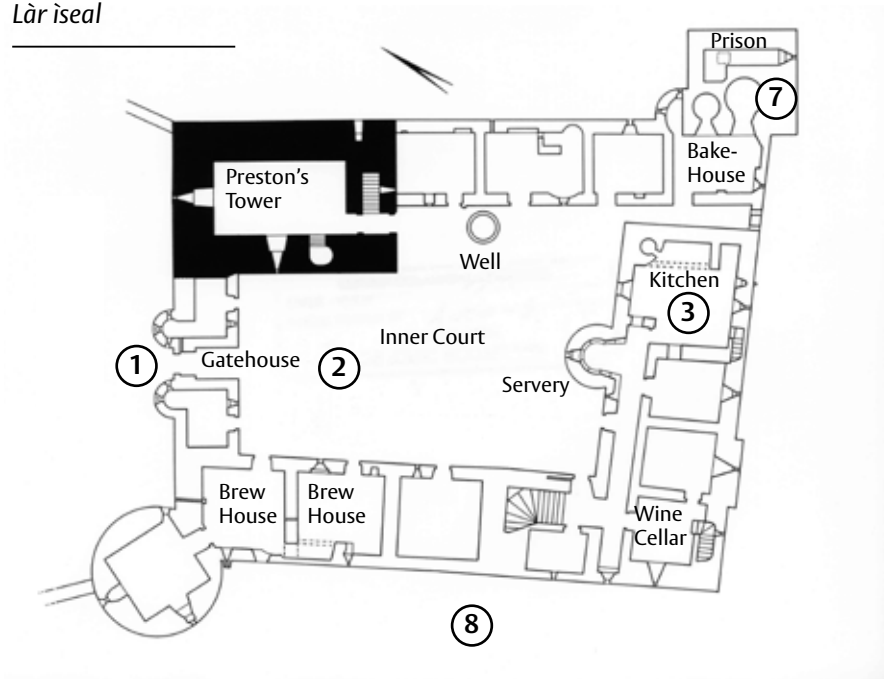 Làr ìseal
Prison
7
Preston's
Tower
Bake-
House
Well
Kitchen
3
Inner Court
1
Gatehouse
2
Servery
Brew
House
Brew
House
Wine
Cellar
8